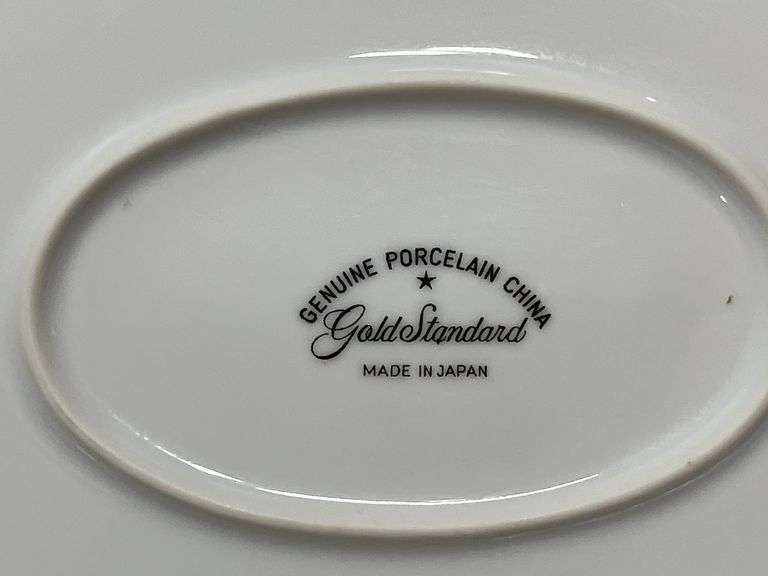 GENUINE PORCELAIN CHINA
Gold Standard
MADE IN JAPAN